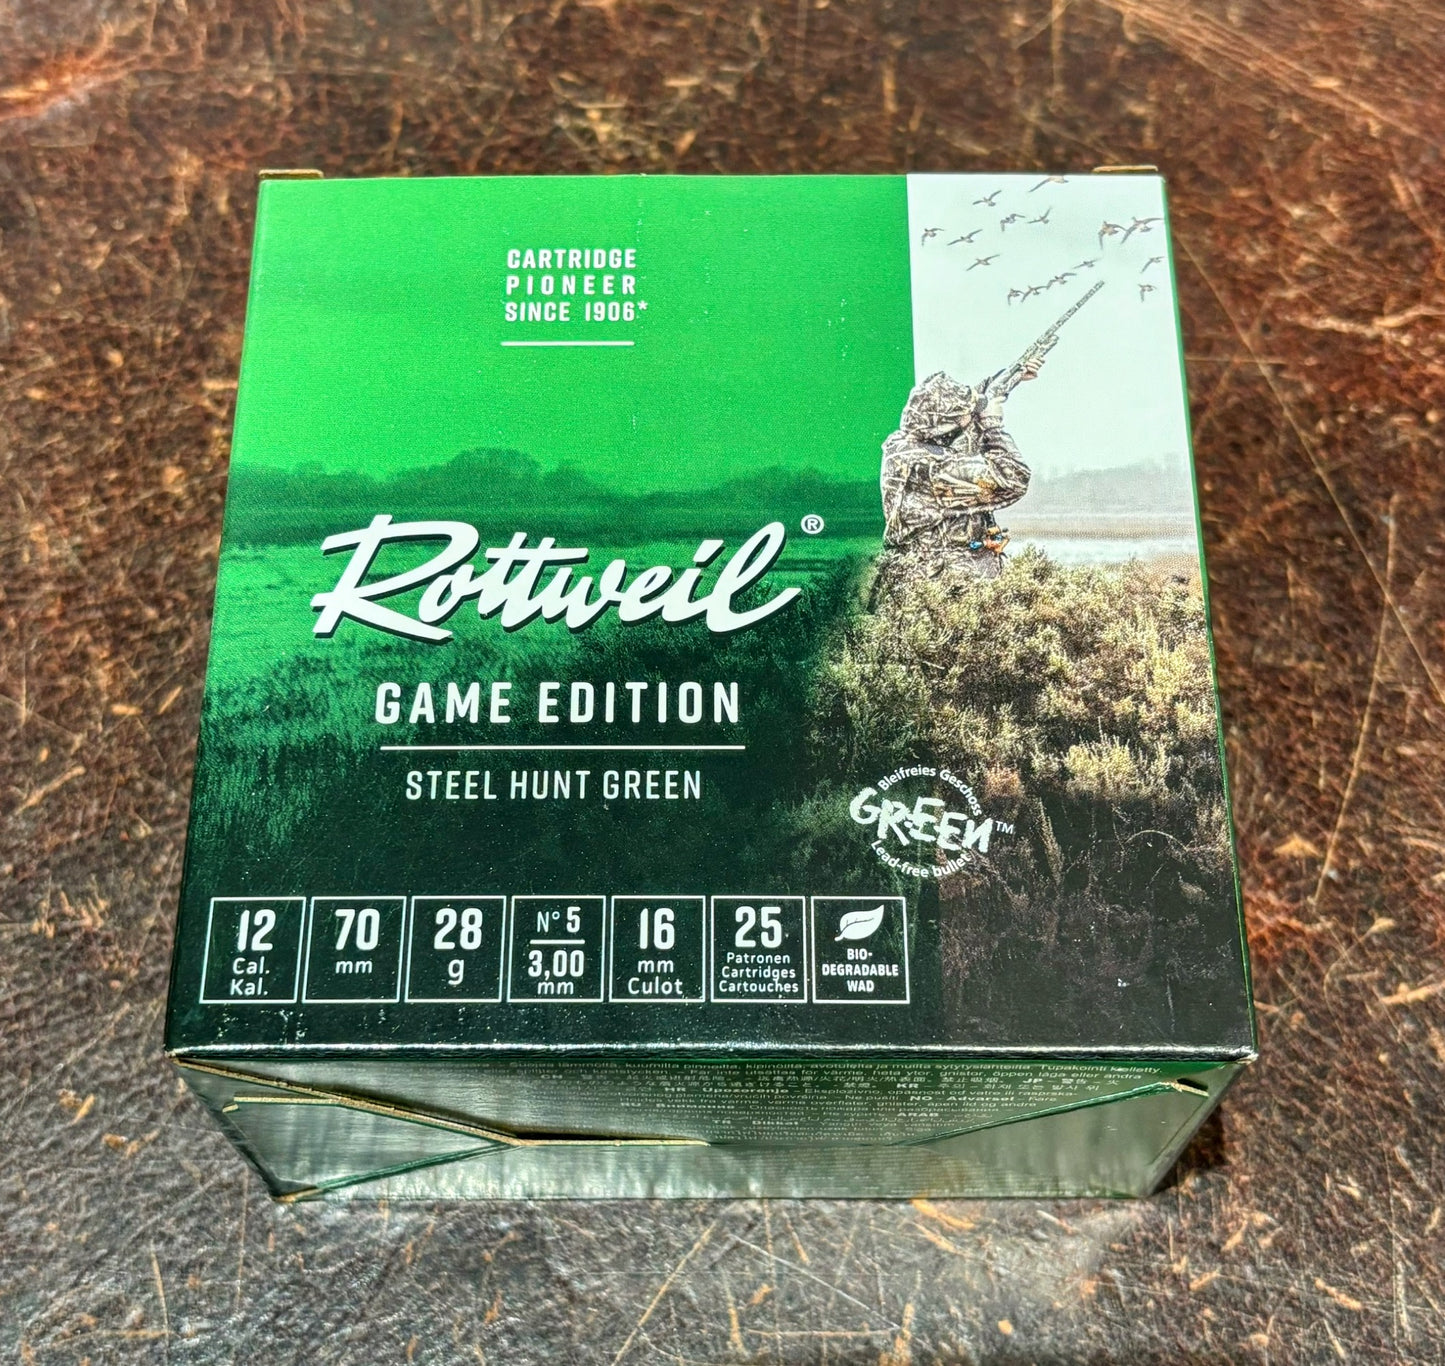 CARTRIDGE
PIONEER
SINCE 1906*
Rottweil®
GAME EDITION
STEEL HUNT GREEN
Bleifreies Geschoss
GREEN™
Lead-free bullet
12
Cal.
Kal.
70
mm
28
g
N° 5
3,00
mm
16
mm
Culot
25
Patronen
Cartridges
Cartouches
BIO-
DEGRADABLE
WAD